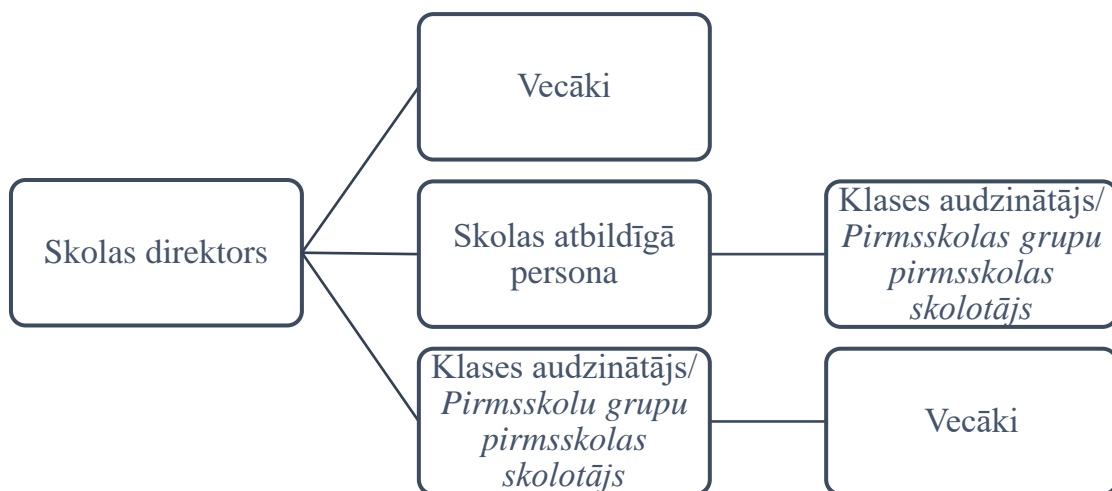 Vecāki
Skolas direktors
Skolas atbildīgā
persona
Klases audzinātājs/
Pirmsskolas grupu
pirmsskolas
skolotājs
Klases audzinātājs/
Pirmsskolu grupu
pirmsskolas
skolotājs
Vecāki